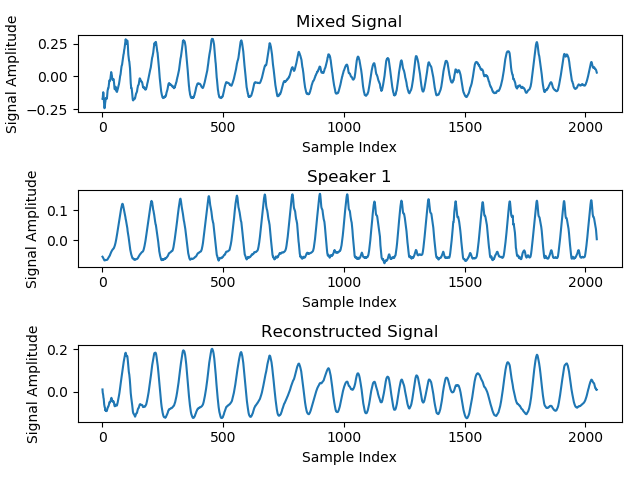 Mixed Signal
Signal Amplitude
0.25
0.00
−0.25
0
500
1000
1500
2000
Sample Index
Speaker 1
Signal Amplitude
0.1
0.0
0
500
1000
1500
2000
Sample Index
Reconstructed Signal
Signal Amplitude
0.2
0.0
0
500
1000
1500
2000
Sample Index